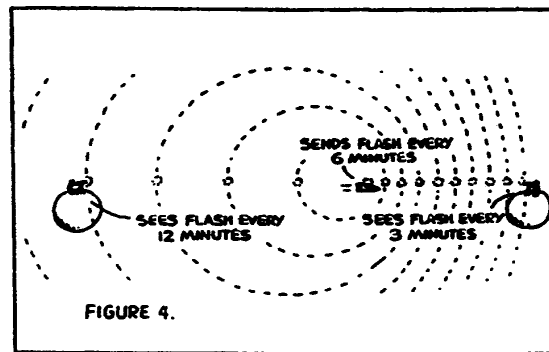 SENDS FLASH EVERY
6 MINUTES
SEES FLASH EVERY
12 MINUTES
SEES FLASH EVERY
3 MINUTES
FIGURE 4.